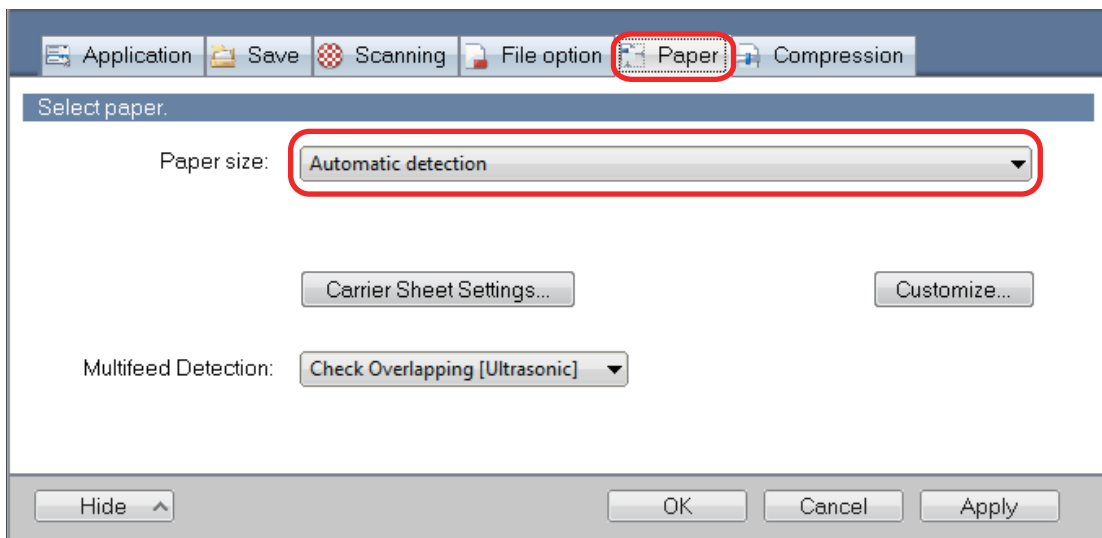 Application Save Scanning File option Paper Compression
Select paper.
Paper size: Automatic detection
Carrier Sheet Settings... Customize...
Multifeed Detection: Check Overlapping [Ultrasonic]
Hide OK Cancel Apply